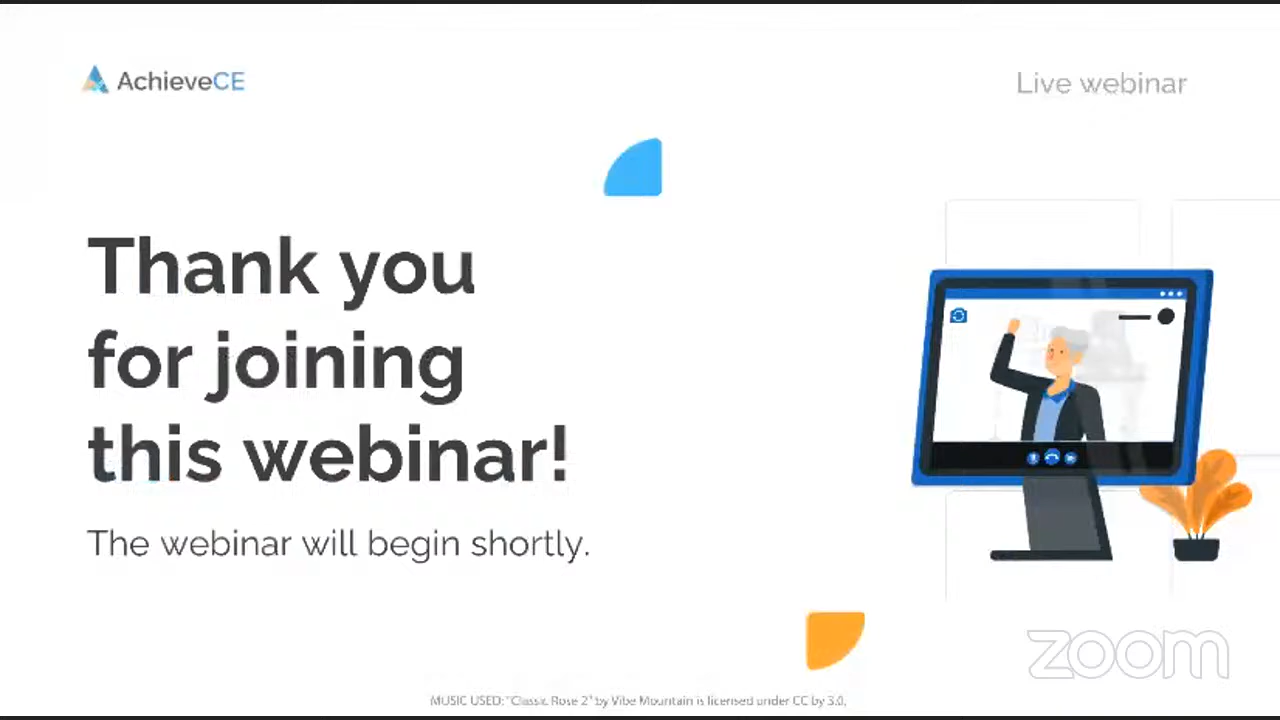 AchieveCE
Live webinar
Thank you
for joining
this webinar!
The webinar will begin shortly.
zoom
MUSIC USED: "Classic Rose 2" by Vibe Mountain is licensed under CC by 3.0.